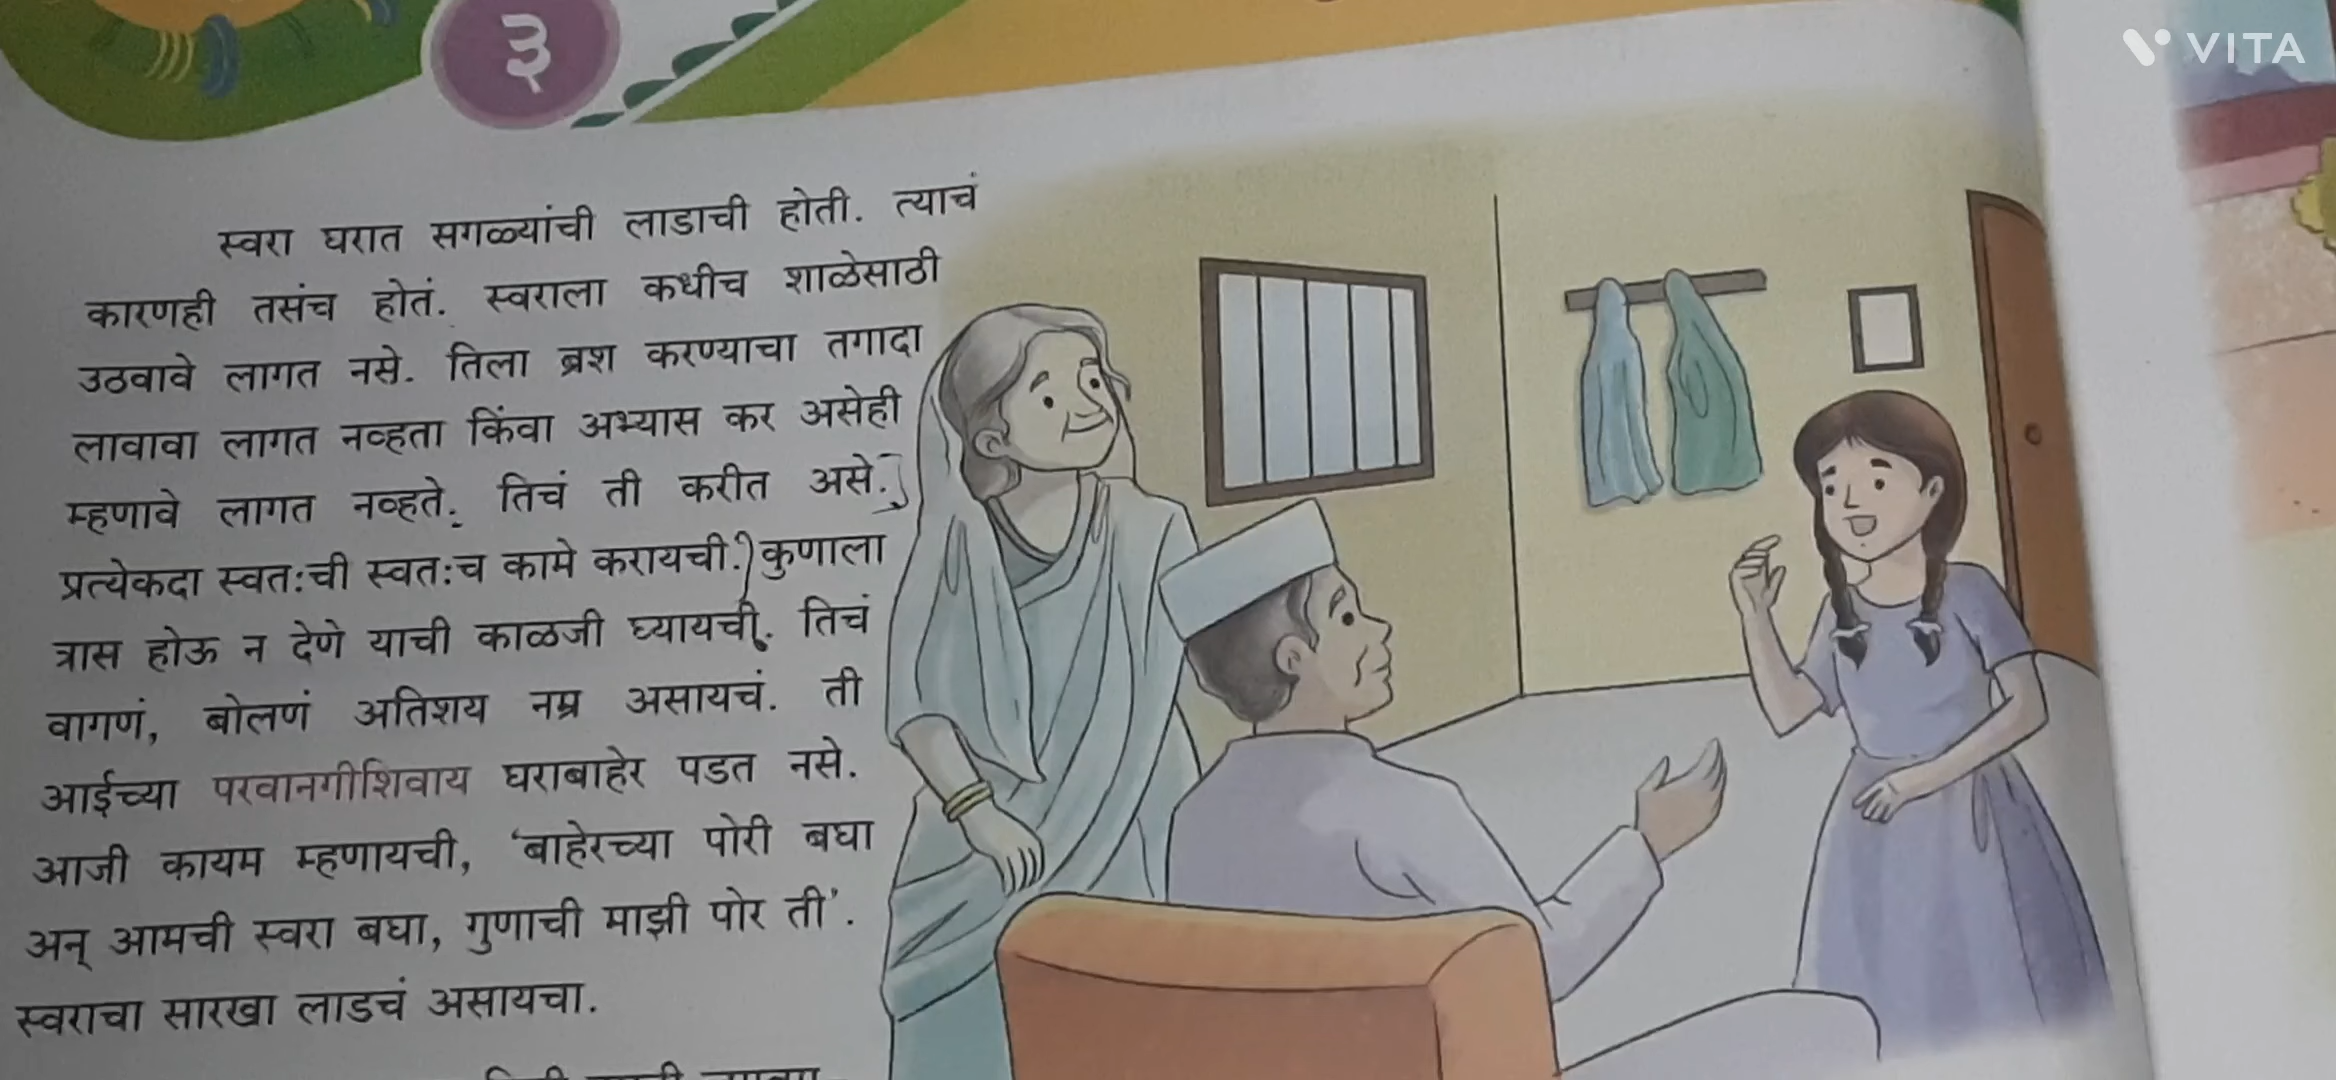 ३
VITA
स्वरा घरात सगळ्यांची लाडाची होती. त्याचं
कारणही तसंच होतं. स्वराला कधीच शाळेसाठी
उठवावे लागत नसे. तिला ब्रश करण्याचा तगादा
लावावा लागत नव्हता किंवा अभ्यास कर असेही
म्हणावे लागत नव्हते. तिचं ती करीत असे.
प्रत्येकदा स्वत:ची स्वत:च कामे करायची. कुणाला
त्रास होऊ न देणे याची काळजी घ्यायची. तिचं
वागणं, बोलणं अतिशय नम्र असायचं. ती
आईच्या परवानगीशिवाय घराबाहेर पडत नसे.
आजी कायम म्हणायची, ‘बाहेरच्या पोरी बघा
अन् आमची स्वरा बघा, गुणाची माझी पोर ती’.
स्वराचा सारखा लाडचं असायचा.